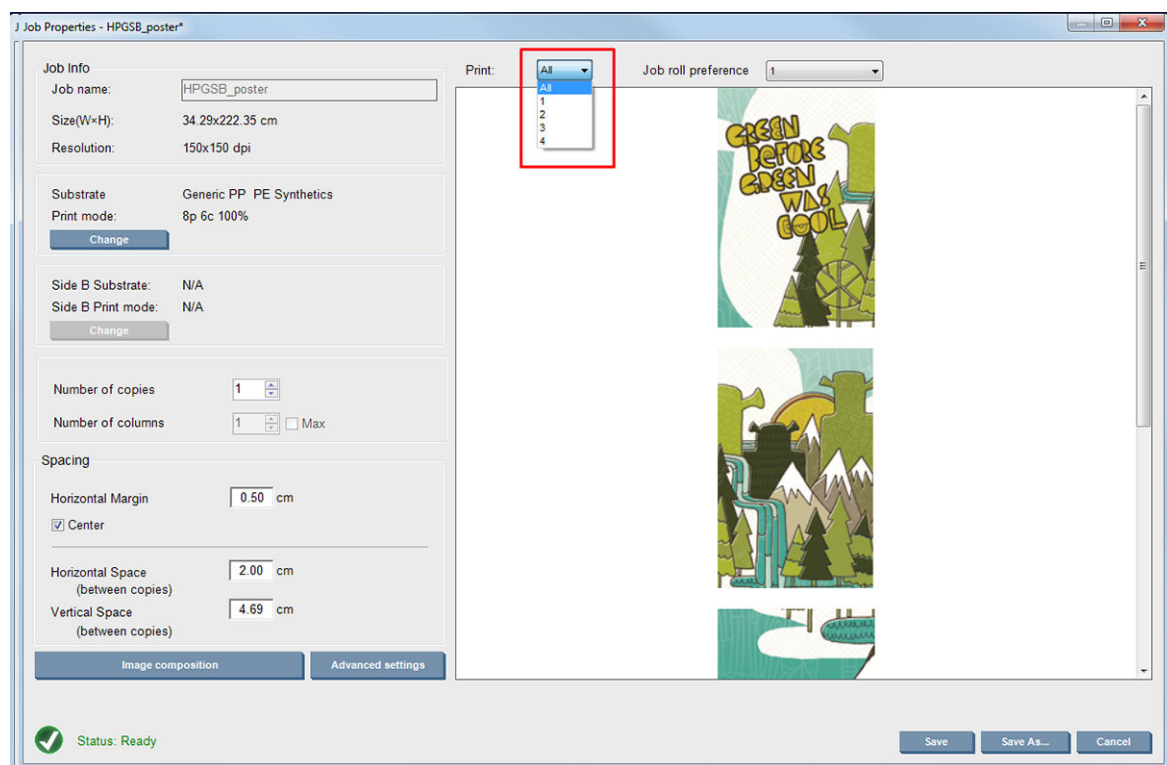 J Job Properties - HPGSB_poster*
Job Info
Job name: HPGSB_poster
Size(W×H): 34.29x222.35 cm
Resolution: 150x150 dpi
Substrate Generic PP PE Synthetics
Print mode: 8p 6c 100%
Change
Side B Substrate: N/A
Side B Print mode: N/A
Change
Number of copies 1
Number of columns 1 Max
Spacing
Horizontal Margin 0.50 cm
Center
Horizontal Space 2.00 cm
(between copies)
Vertical Space 4.69 cm
(between copies)
Image composition Advanced settings
Print: All Job roll preference 1
All
1
2
3
4
GREEN
BEFORE
GREEN
WAS
COOL
Status: Ready
Save Save As... Cancel